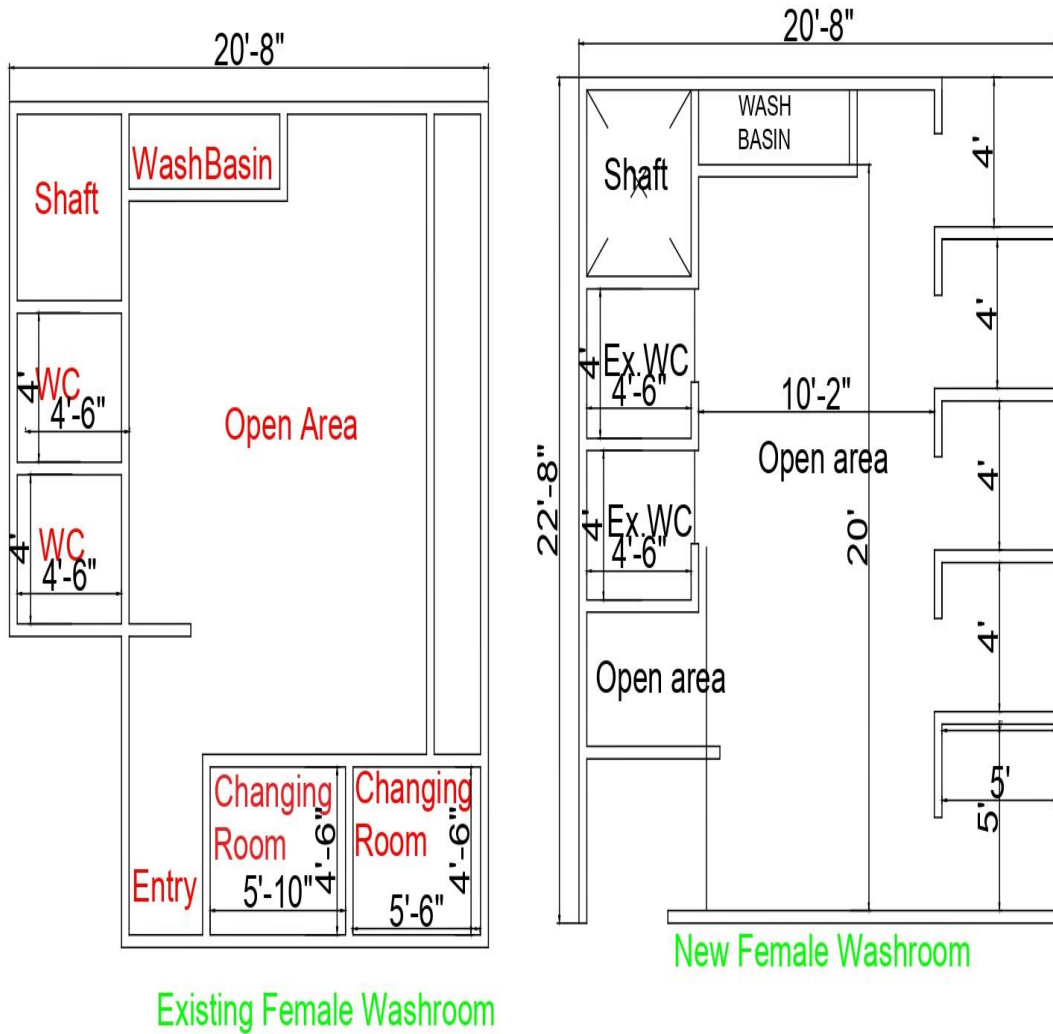 20'-8"
WashBasin
Shaft
WC
4'
4'-6"
Open Area
WC
4'
4'-6"
Changing
Room
4'-6"
5'-10"
Changing
Room
4'-6"
5'-6"
Entry
Existing Female Washroom
20'-8"
WASH
BASIN
Shaft
4'
4'
Ex.WC
4'
4'-6"
10'-2"
Open area
4'
22'-8"
Ex.WC
4'
4'-6"
20'
4'
Open area
5'
5'
New Female Washroom